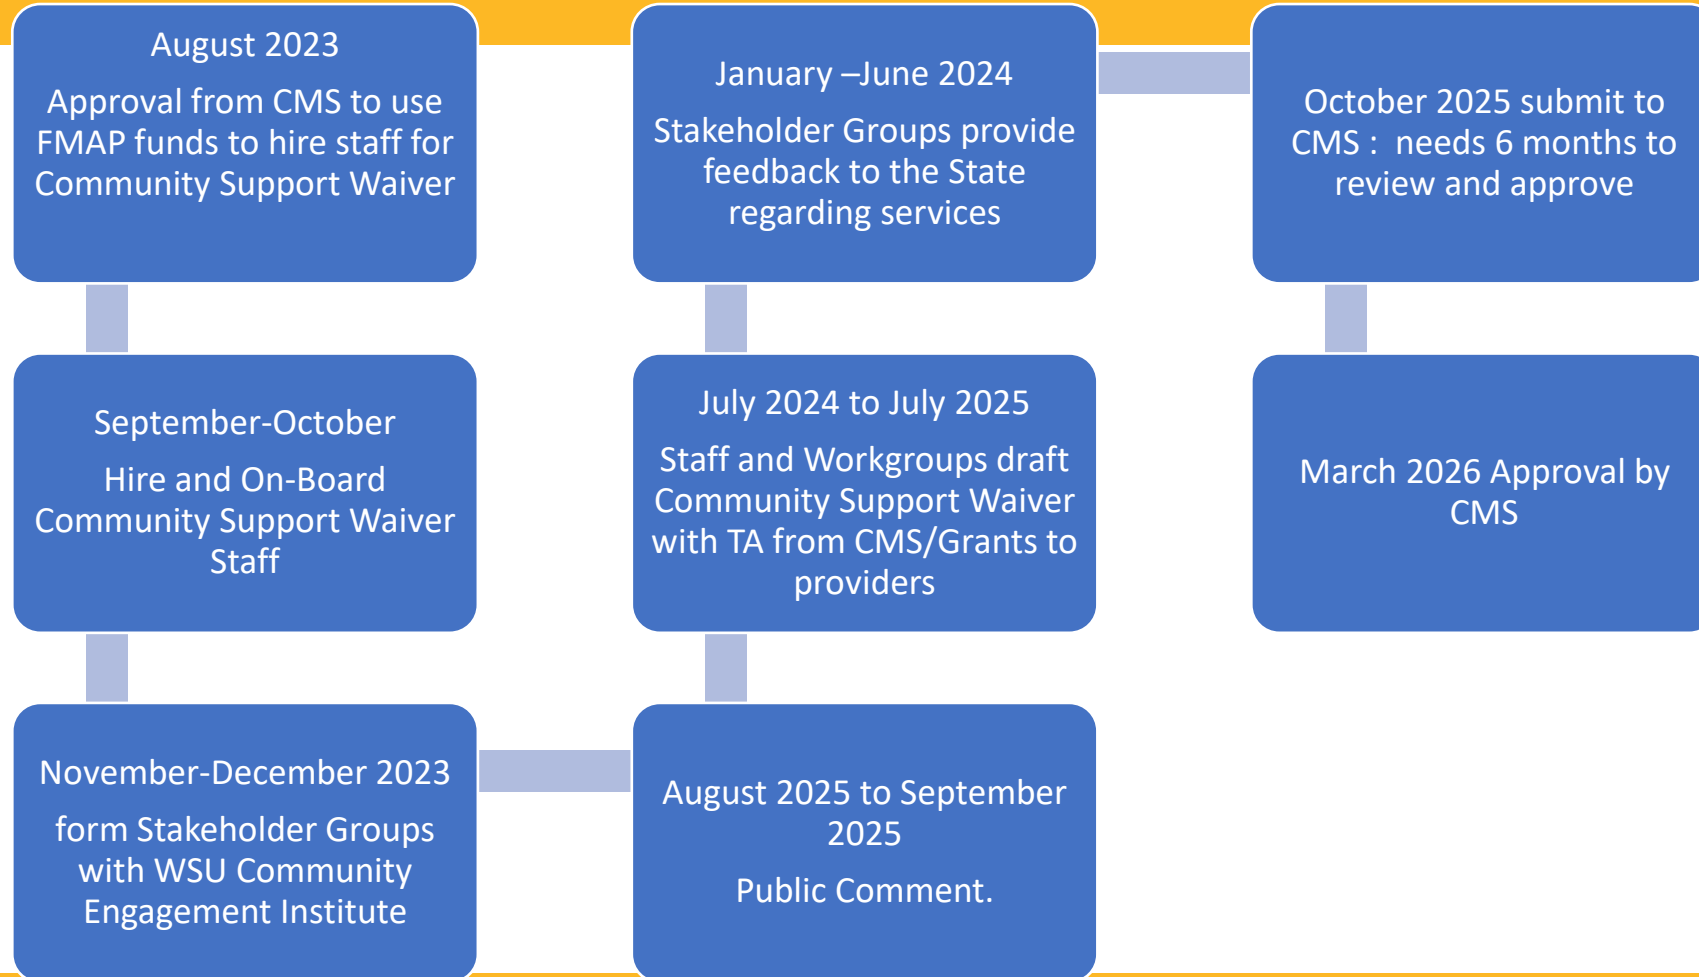 August 2023
Approval from CMS to use
FMAP funds to hire staff for
Community Support Waiver
September-October
Hire and On-Board
Community Support Waiver
Staff
November-December 2023
form Stakeholder Groups
with WSU Community
Engagement Institute
January –June 2024
Stakeholder Groups provide
feedback to the State
regarding services
July 2024 to July 2025
Staff and Workgroups draft
Community Support Waiver
with TA from CMS/Grants to
providers
August 2025 to September
2025
Public Comment.
October 2025 submit to
CMS :  needs 6 months to
review and approve
March 2026 Approval by
CMS